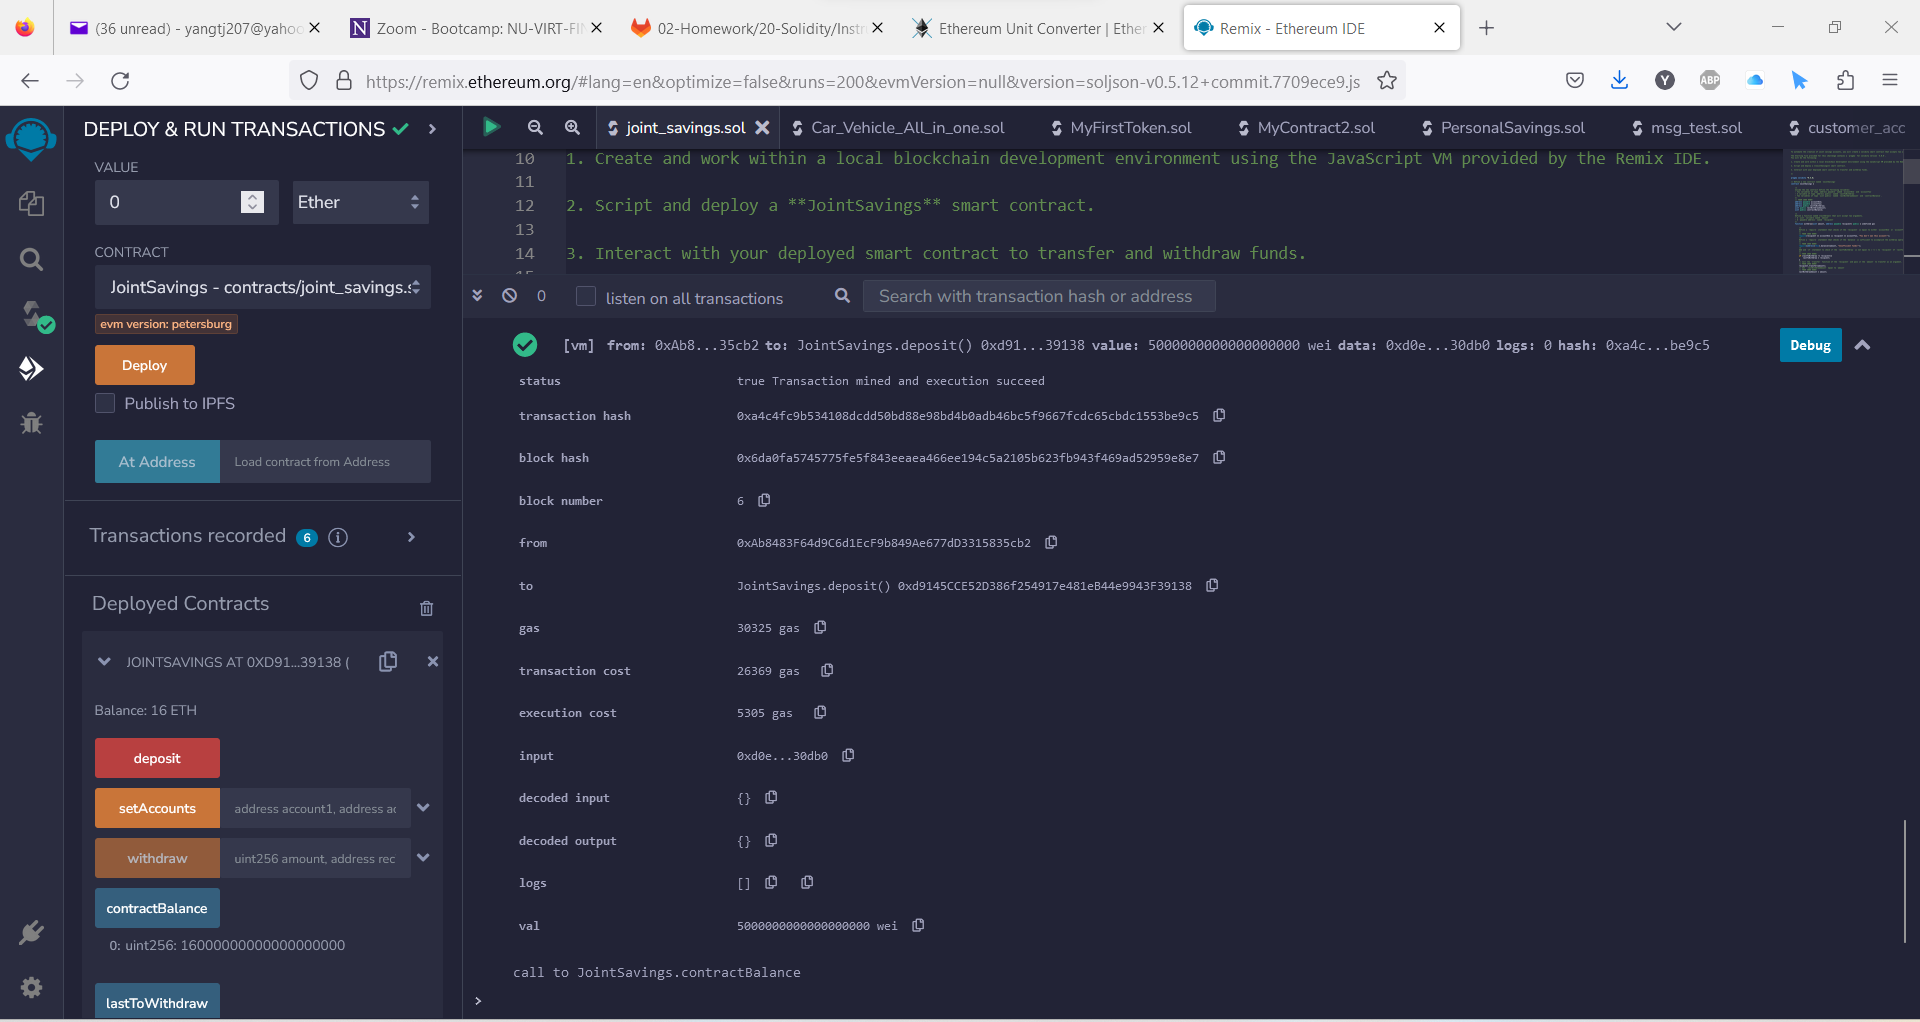 (36 unread) - yangtj207@yahoo
Zoom - Bootcamp: NU-VIRT-FIN
02-Homework/20-Solidity/Instru
Ethereum Unit Converter | Ether
Remix - Ethereum IDE
https://remix.ethereum.org/#lang=en&optimize=false&runs=200&evmVersion=null&version=soljson-v0.5.12+commit.7709ece9.js
Y
ABP
DEPLOY & RUN TRANSACTIONS
VALUE
0
Ether
CONTRACT
JointSavings - contracts/joint_savings.s
evm version: petersburg
Deploy
Publish to IPFS
At Address
Load contract from Address
Transactions recorded 6
Deployed Contracts
JOINTSAVINGS AT 0XD91...39138 (
Balance: 16 ETH
deposit
setAccounts
address account1, address ac
withdraw
uint256 amount, address rec
contractBalance
0: uint256: 16000000000000000000
lastToWithdraw
joint_savings.sol
Car_Vehicle_All_in_one.sol
MyFirstToken.sol
MyContract2.sol
PersonalSavings.sol
msg_test.sol
customer_acc
10 1. Create and work within a local blockchain development environment using the JavaScript VM provided by the Remix IDE.
11
12 2. Script and deploy a **JointSavings** smart contract.
13
14 3. Interact with your deployed smart contract to transfer and withdraw funds.
0
listen on all transactions
Search with transaction hash or address
[vm] from: 0xAb8...35cb2 to: JointSavings.deposit() 0xd91...39138 value: 5000000000000000000 wei data: 0xd0e...30db0 logs: 0 hash: 0xa4c...be9c5
Debug
status true Transaction mined and execution succeed
transaction hash 0xa4c4fc9b534108dcdd50bd88e98bd4b0adb46bc5f9667fcdc65cbdc1553be9c5
block hash 0x6da0fa5745775fe5f843eeaea466ee194c5a2105b623fb943f469ad52959e8e7
block number 6
from 0xAb8483F64d9C6d1EcF9b849Ae677dD3315835cb2
to JointSavings.deposit() 0xd9145CCE52D386f254917e481eB44e9943F39138
gas 30325 gas
transaction cost 26369 gas
execution cost 5305 gas
input 0xd0e...30db0
decoded input {}
decoded output {}
logs []
val 5000000000000000000 wei
call to JointSavings.contractBalance
>